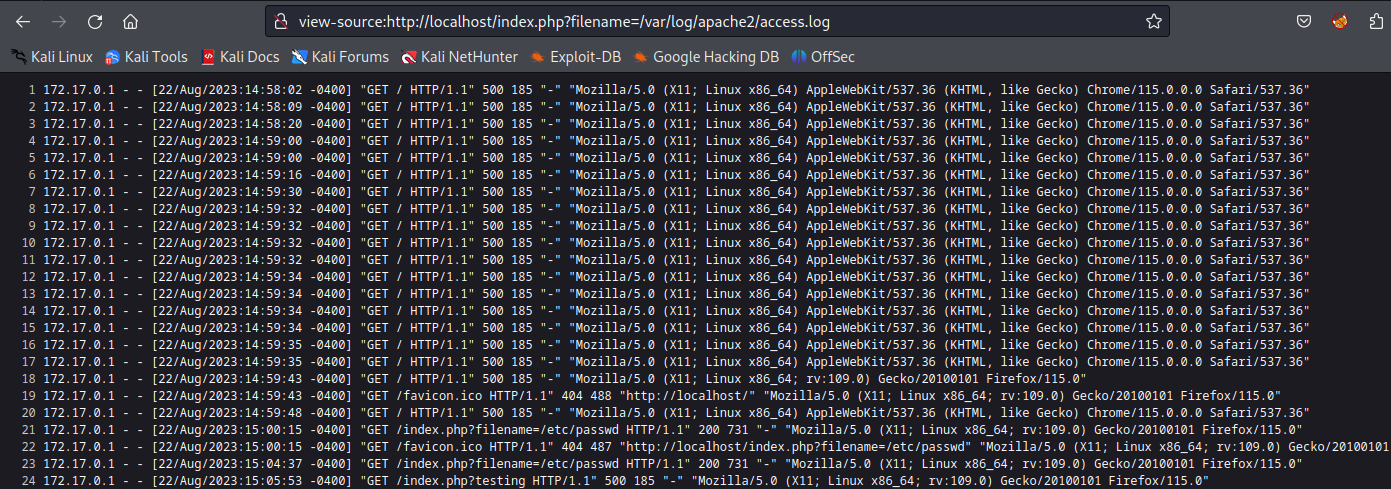 view-source:http://localhost/index.php?filename=/var/log/apache2/access.log
Kali Linux Kali Tools Kali Docs Kali Forums Kali NetHunter Exploit-DB Google Hacking DB OffSec
1 172.17.0.1 - - [22/Aug/2023:14:58:02 -0400] "GET / HTTP/1.1" 500 185 "-" "Mozilla/5.0 (X11; Linux x86_64) AppleWebKit/537.36 (KHTML, like Gecko) Chrome/115.0.0.0 Safari/537.36"
2 172.17.0.1 - - [22/Aug/2023:14:58:09 -0400] "GET / HTTP/1.1" 500 185 "-" "Mozilla/5.0 (X11; Linux x86_64) AppleWebKit/537.36 (KHTML, like Gecko) Chrome/115.0.0.0 Safari/537.36"
3 172.17.0.1 - - [22/Aug/2023:14:58:20 -0400] "GET / HTTP/1.1" 500 185 "-" "Mozilla/5.0 (X11; Linux x86_64) AppleWebKit/537.36 (KHTML, like Gecko) Chrome/115.0.0.0 Safari/537.36"
4 172.17.0.1 - - [22/Aug/2023:14:59:00 -0400] "GET / HTTP/1.1" 500 185 "-" "Mozilla/5.0 (X11; Linux x86_64) AppleWebKit/537.36 (KHTML, like Gecko) Chrome/115.0.0.0 Safari/537.36"
5 172.17.0.1 - - [22/Aug/2023:14:59:00 -0400] "GET / HTTP/1.1" 500 185 "-" "Mozilla/5.0 (X11; Linux x86_64) AppleWebKit/537.36 (KHTML, like Gecko) Chrome/115.0.0.0 Safari/537.36"
6 172.17.0.1 - - [22/Aug/2023:14:59:16 -0400] "GET / HTTP/1.1" 500 185 "-" "Mozilla/5.0 (X11; Linux x86_64) AppleWebKit/537.36 (KHTML, like Gecko) Chrome/115.0.0.0 Safari/537.36"
7 172.17.0.1 - - [22/Aug/2023:14:59:30 -0400] "GET / HTTP/1.1" 500 185 "-" "Mozilla/5.0 (X11; Linux x86_64) AppleWebKit/537.36 (KHTML, like Gecko) Chrome/115.0.0.0 Safari/537.36"
8 172.17.0.1 - - [22/Aug/2023:14:59:32 -0400] "GET / HTTP/1.1" 500 185 "-" "Mozilla/5.0 (X11; Linux x86_64) AppleWebKit/537.36 (KHTML, like Gecko) Chrome/115.0.0.0 Safari/537.36"
9 172.17.0.1 - - [22/Aug/2023:14:59:32 -0400] "GET / HTTP/1.1" 500 185 "-" "Mozilla/5.0 (X11; Linux x86_64) AppleWebKit/537.36 (KHTML, like Gecko) Chrome/115.0.0.0 Safari/537.36"
10 172.17.0.1 - - [22/Aug/2023:14:59:32 -0400] "GET / HTTP/1.1" 500 185 "-" "Mozilla/5.0 (X11; Linux x86_64) AppleWebKit/537.36 (KHTML, like Gecko) Chrome/115.0.0.0 Safari/537.36"
11 172.17.0.1 - - [22/Aug/2023:14:59:32 -0400] "GET / HTTP/1.1" 500 185 "-" "Mozilla/5.0 (X11; Linux x86_64) AppleWebKit/537.36 (KHTML, like Gecko) Chrome/115.0.0.0 Safari/537.36"
12 172.17.0.1 - - [22/Aug/2023:14:59:34 -0400] "GET / HTTP/1.1" 500 185 "-" "Mozilla/5.0 (X11; Linux x86_64) AppleWebKit/537.36 (KHTML, like Gecko) Chrome/115.0.0.0 Safari/537.36"
13 172.17.0.1 - - [22/Aug/2023:14:59:34 -0400] "GET / HTTP/1.1" 500 185 "-" "Mozilla/5.0 (X11; Linux x86_64) AppleWebKit/537.36 (KHTML, like Gecko) Chrome/115.0.0.0 Safari/537.36"
14 172.17.0.1 - - [22/Aug/2023:14:59:34 -0400] "GET / HTTP/1.1" 500 185 "-" "Mozilla/5.0 (X11; Linux x86_64) AppleWebKit/537.36 (KHTML, like Gecko) Chrome/115.0.0.0 Safari/537.36"
15 172.17.0.1 - - [22/Aug/2023:14:59:34 -0400] "GET / HTTP/1.1" 500 185 "-" "Mozilla/5.0 (X11; Linux x86_64) AppleWebKit/537.36 (KHTML, like Gecko) Chrome/115.0.0.0 Safari/537.36"
16 172.17.0.1 - - [22/Aug/2023:14:59:35 -0400] "GET / HTTP/1.1" 500 185 "-" "Mozilla/5.0 (X11; Linux x86_64) AppleWebKit/537.36 (KHTML, like Gecko) Chrome/115.0.0.0 Safari/537.36"
17 172.17.0.1 - - [22/Aug/2023:14:59:35 -0400] "GET / HTTP/1.1" 500 185 "-" "Mozilla/5.0 (X11; Linux x86_64) AppleWebKit/537.36 (KHTML, like Gecko) Chrome/115.0.0.0 Safari/537.36"
18 172.17.0.1 - - [22/Aug/2023:14:59:43 -0400] "GET / HTTP/1.1" 500 185 "-" "Mozilla/5.0 (X11; Linux x86_64; rv:109.0) Gecko/20100101 Firefox/115.0"
19 172.17.0.1 - - [22/Aug/2023:14:59:43 -0400] "GET /favicon.ico HTTP/1.1" 404 488 "http://localhost/" "Mozilla/5.0 (X11; Linux x86_64; rv:109.0) Gecko/20100101 Firefox/115.0"
20 172.17.0.1 - - [22/Aug/2023:14:59:48 -0400] "GET / HTTP/1.1" 500 185 "-" "Mozilla/5.0 (X11; Linux x86_64) AppleWebKit/537.36 (KHTML, like Gecko) Chrome/115.0.0.0 Safari/537.36"
21 172.17.0.1 - - [22/Aug/2023:15:00:15 -0400] "GET /index.php?filename=/etc/passwd HTTP/1.1" 200 731 "-" "Mozilla/5.0 (X11; Linux x86_64; rv:109.0) Gecko/20100101 Firefox/115.0"
22 172.17.0.1 - - [22/Aug/2023:15:00:15 -0400] "GET /favicon.ico HTTP/1.1" 404 487 "http://localhost/index.php?filename=/etc/passwd" "Mozilla/5.0 (X11; Linux x86_64; rv:109.0) Gecko/20100101
23 172.17.0.1 - - [22/Aug/2023:15:04:37 -0400] "GET /index.php?filename=/etc/passwd HTTP/1.1" 200 731 "-" "Mozilla/5.0 (X11; Linux x86_64; rv:109.0) Gecko/20100101 Firefox/115.0"
24 172.17.0.1 - - [22/Aug/2023:15:05:53 -0400] "GET /index.php?testing HTTP/1.1" 500 185 "-" "Mozilla/5.0 (X11; Linux x86_64; rv:109.0) Gecko/20100101 Firefox/115.0"